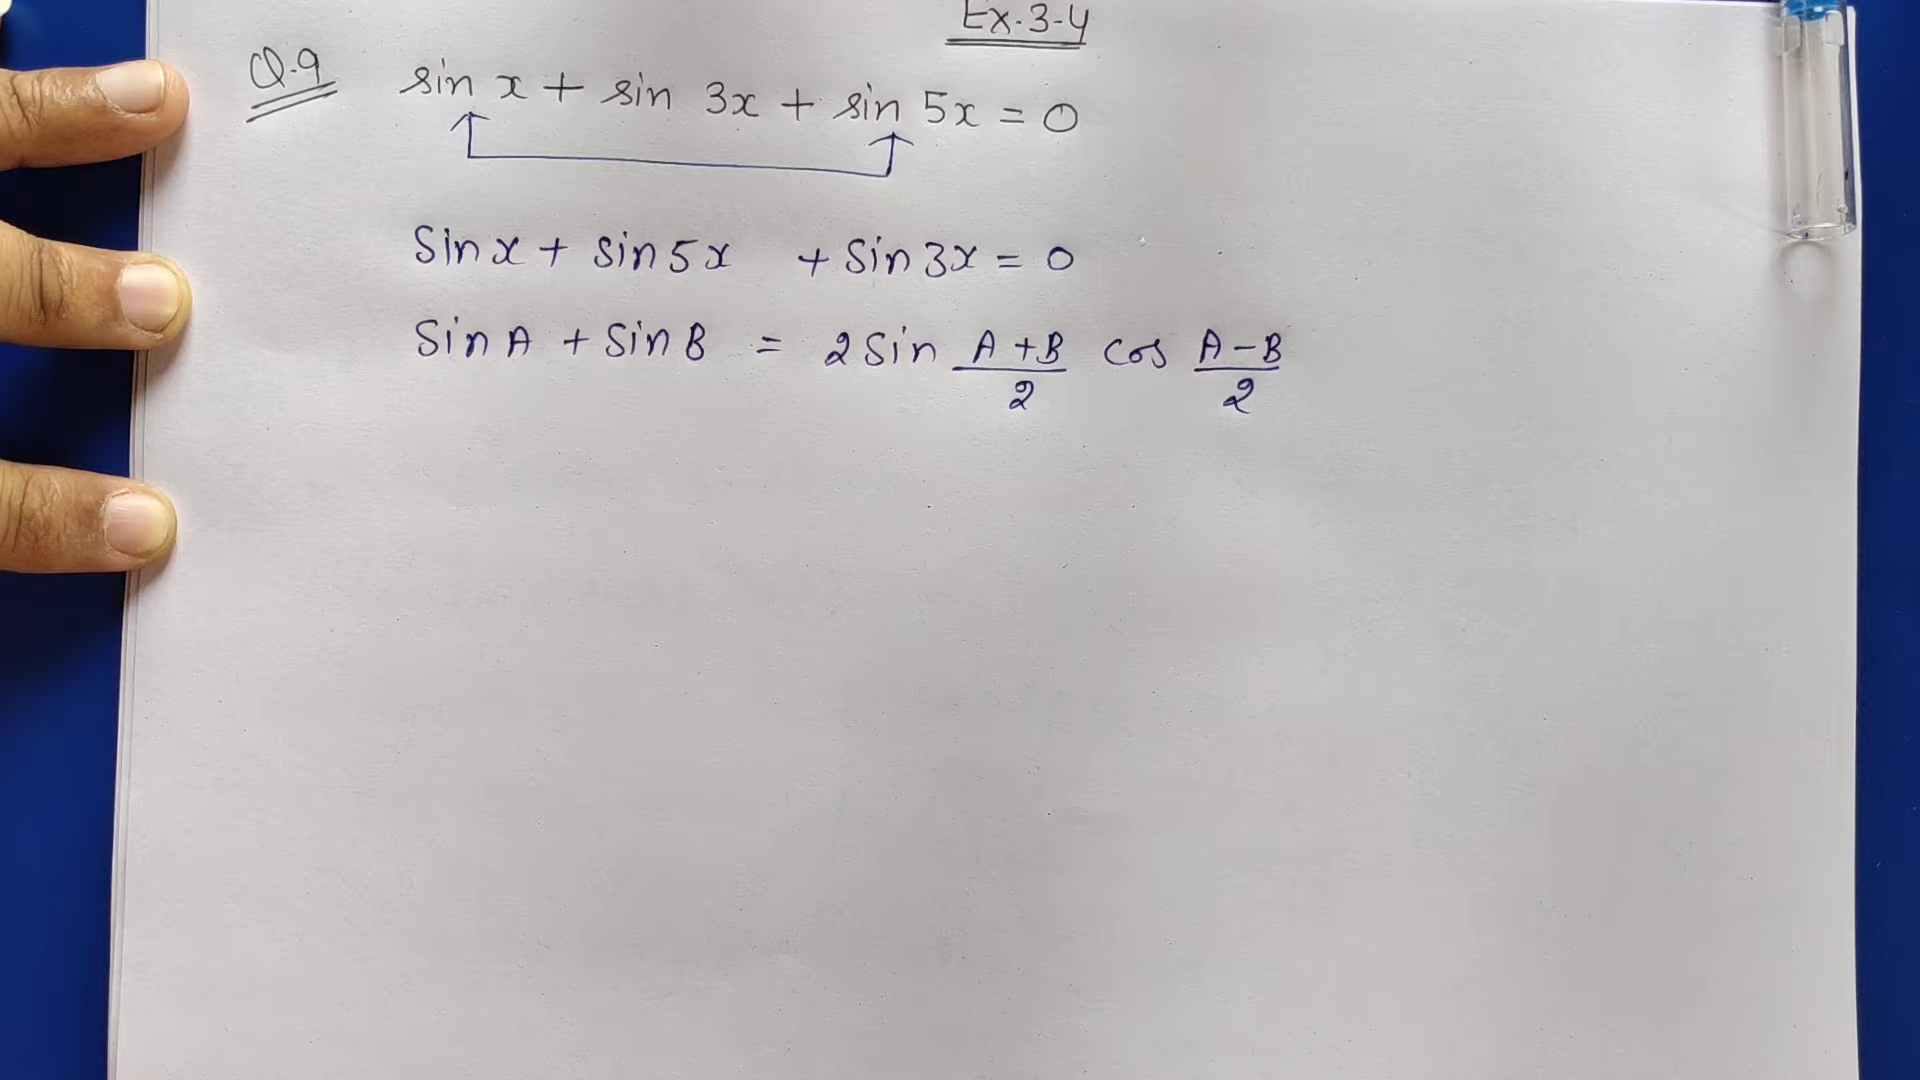 Ex. 3-4
Q.9 sin x + sin 3x + sin 5x = 0
Sin x + Sin 5x + Sin 3x = 0
Sin A + Sin B = 2 Sin (A+B)/2 cos (A-B)/2